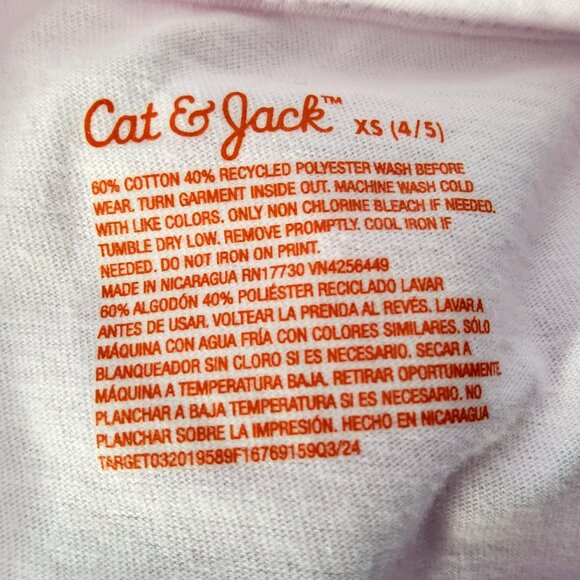 Cat & Jack™ XS (4/5)
60% COTTON 40% RECYCLED POLYESTER WASH BEFORE
WEAR. TURN GARMENT INSIDE OUT. MACHINE WASH COLD
WITH LIKE COLORS. ONLY NON CHLORINE BLEACH IF NEEDED.
TUMBLE DRY LOW. REMOVE PROMPTLY. COOL IRON IF
NEEDED. DO NOT IRON ON PRINT.
MADE IN NICARAGUA RN17730 VN4256449
60% ALGODÓN 40% POLIÉSTER RECICLADO LAVAR
ANTES DE USAR. VOLTEAR LA PRENDA AL REVÉS. LAVAR A
MÁQUINA CON AGUA FRÍA CON COLORES SIMILARES. SÓLO
BLANQUEADOR SIN CLORO SI ES NECESARIO. SECAR A
MÁQUINA A TEMPERATURA BAJA. RETIRAR OPORTUNAMENTE.
PLANCHAR A BAJA TEMPERATURA SI ES NECESARIO. NO
PLANCHAR SOBRE LA IMPRESIÓN. HECHO EN NICARAGUA
TARGET032019589F16769159Q3/24